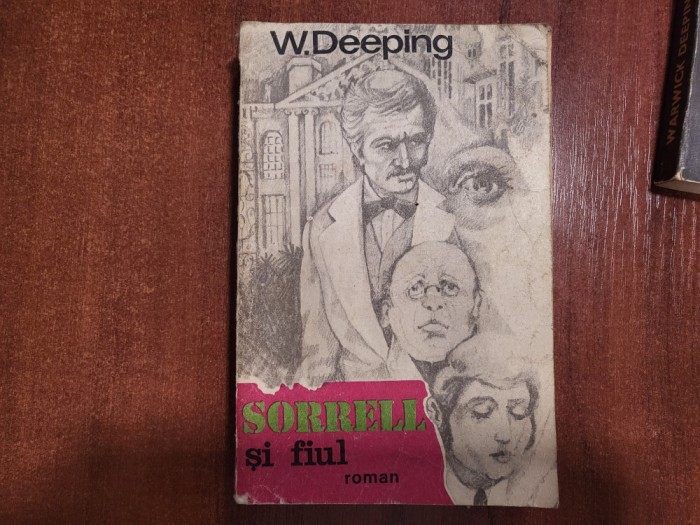 W.Deeping
SORRELL
și fiul
roman
WARWICK DEEPING